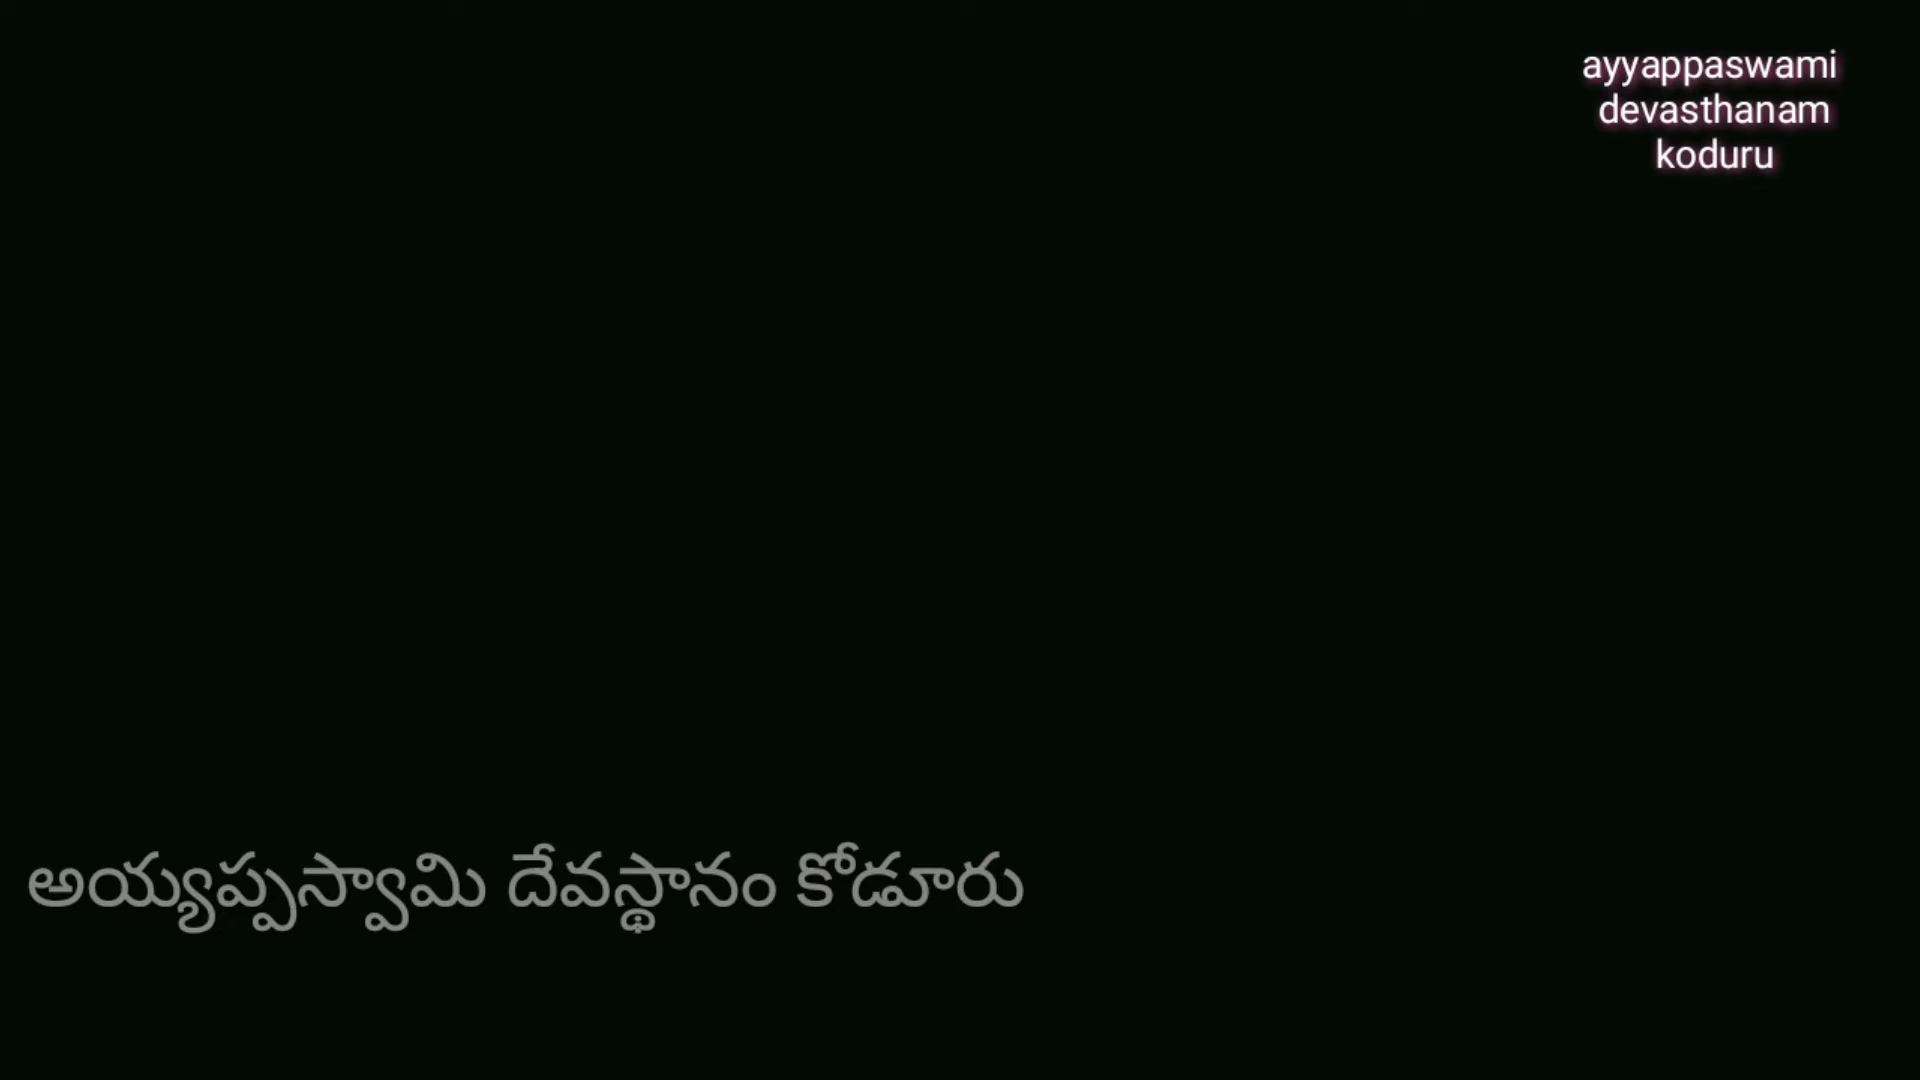 ayyappaswami
devasthanam
koduru
అయ్యప్పస్వామి దేవస్థానం కోడూరు